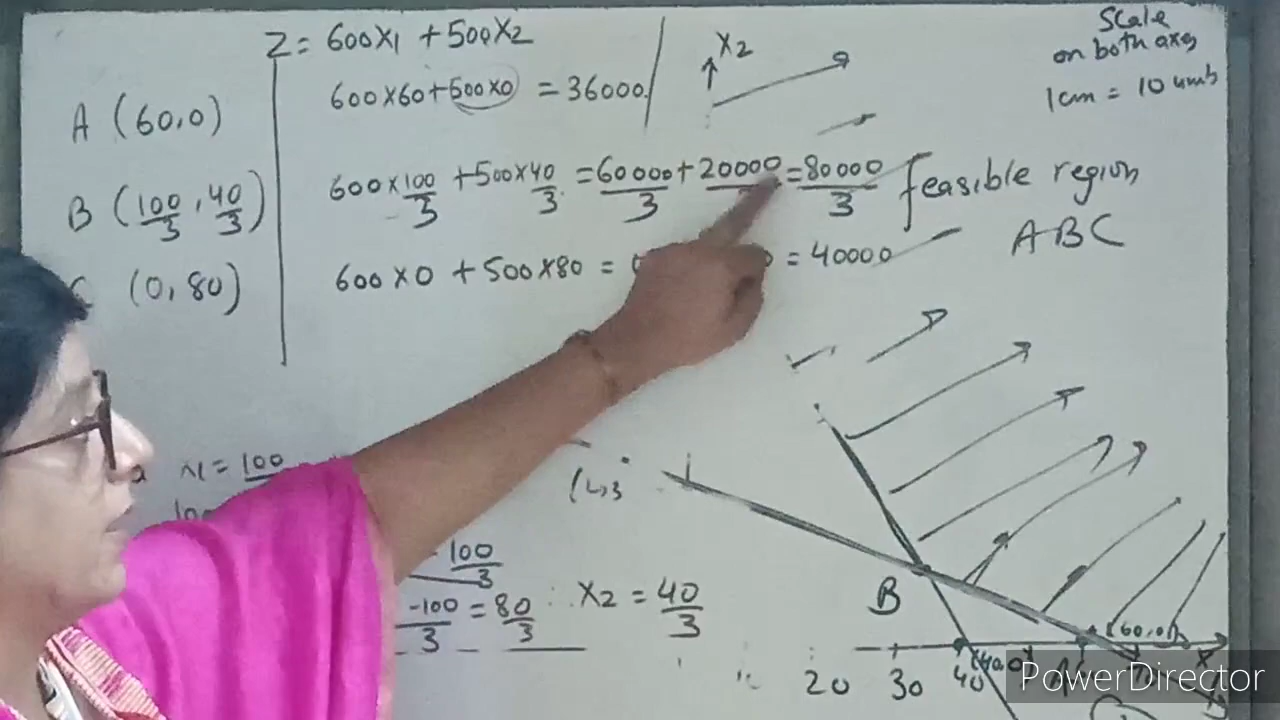 Z = 600X1 + 500X2
A (60,0)
600×60+500×0 = 36000
B (100/3, 40/3)
600×100/3 + 500×40/3 = 60000/3 + 20000 = 80000/3
(0, 80)
600×0 + 500×80 = = 40000
X2
Scale
on both axes
1cm = 10 units
feasible region
ABC
x1 = 100
100/3
-100/3 = 80/3 ∴ X2 = 40/3
B
(60,0)
(40,0)
20 30 40 A 70
X
PowerDirector